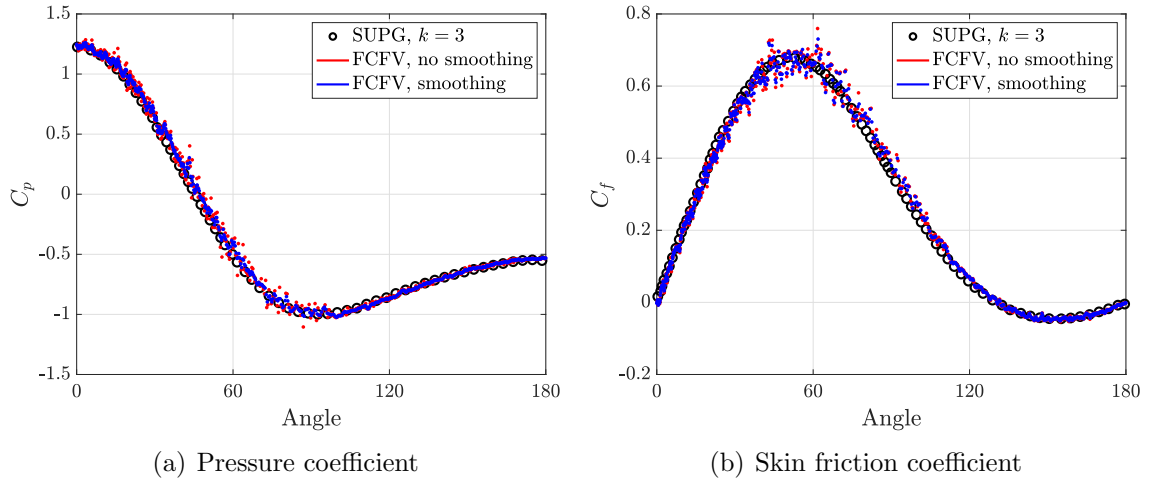 1.5
1
0.5
0
-0.5
-1
-1.5
C_p
0
60
120
180
Angle
SUPG, k = 3
FCFV, no smoothing
FCFV, smoothing
(a) Pressure coefficient
0.8
0.6
0.4
0.2
0
-0.2
C_f
0
60
120
180
Angle
SUPG, k = 3
FCFV, no smoothing
FCFV, smoothing
(b) Skin friction coefficient